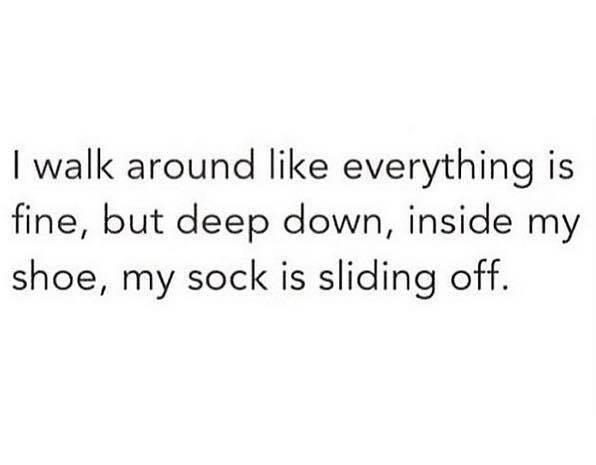 I walk around like everything is
fine, but deep down, inside my
shoe, my sock is sliding off.